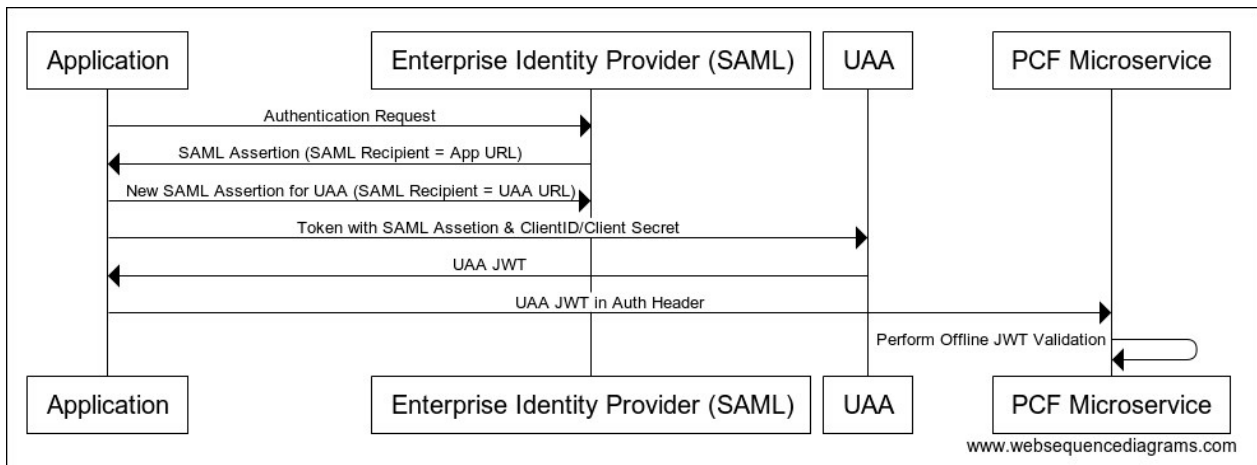 Application
Enterprise Identity Provider (SAML)
UAA
PCF Microservice
Authentication Request
SAML Assertion (SAML Recipient = App URL)
New SAML Assertion for UAA (SAML Recipient = UAA URL)
Token with SAML Assetion & ClientID/Client Secret
UAA JWT
UAA JWT in Auth Header
Perform Offline JWT Validation
Application
Enterprise Identity Provider (SAML)
UAA
PCF Microservice
www.websequencediagrams.com